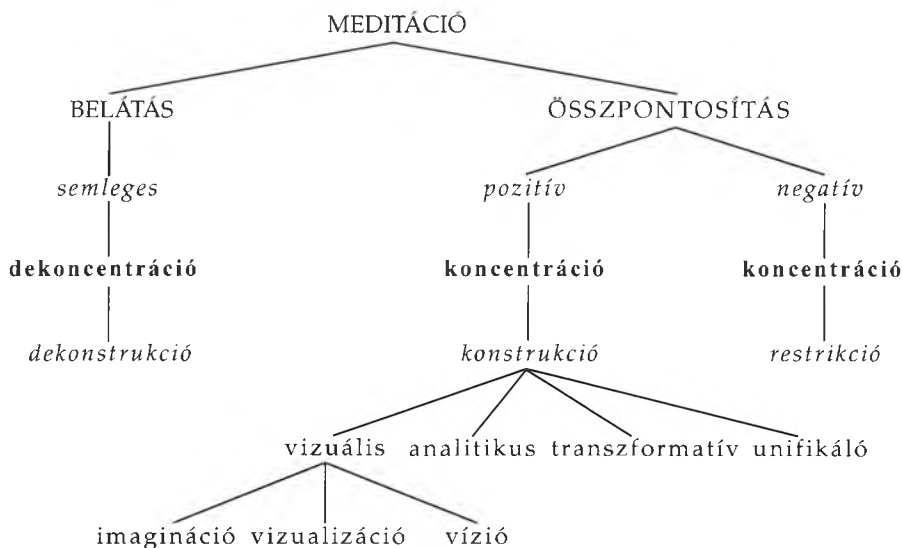 MEDITÁCIÓ
BELÁTÁS ÖSSZPONTOSÍTÁS
semleges pozitív negatív
dekoncentráció koncentráció koncentráció
dekonstrukció konstrukció restrikció
vizuális analitikus transzformatív unifikáló
imagináció vizualizáció vízió